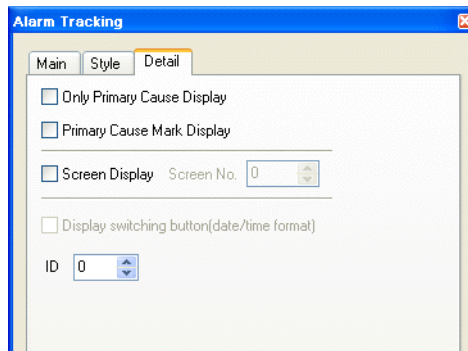 Alarm Tracking
Main Style Detail
Only Primary Cause Display
Primary Cause Mark Display
Screen Display Screen No. 0
Display switching button(date/time format)
ID 0